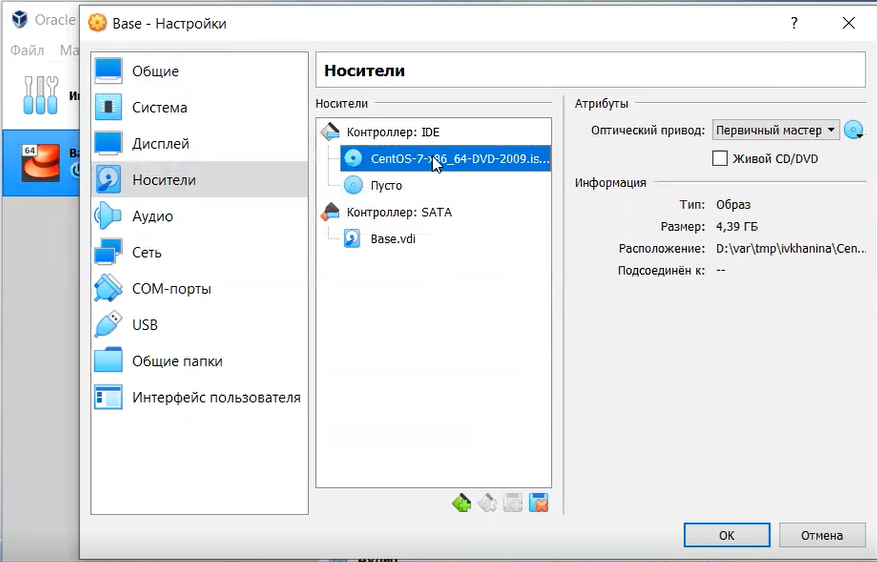 Oracle
Base - Настройки
?
Файл
Ма
64
Ba
Общие
Система
Дисплей
Носители
Аудио
Сеть
COM-порты
USB
Общие папки
Интерфейс пользователя
Носители
Носители
Контроллер: IDE
CentOS-7-x86_64-DVD-2009.is...
Пусто
Контроллер: SATA
Base.vdi
Атрибуты
Оптический привод: Первичный мастер
Живой CD/DVD
Информация
Тип: Образ
Размер: 4,39 ГБ
Расположение: D:\var\tmp\ivkhanina\Cen...
Подсоединён к: --
OK
Отмена
Аудио